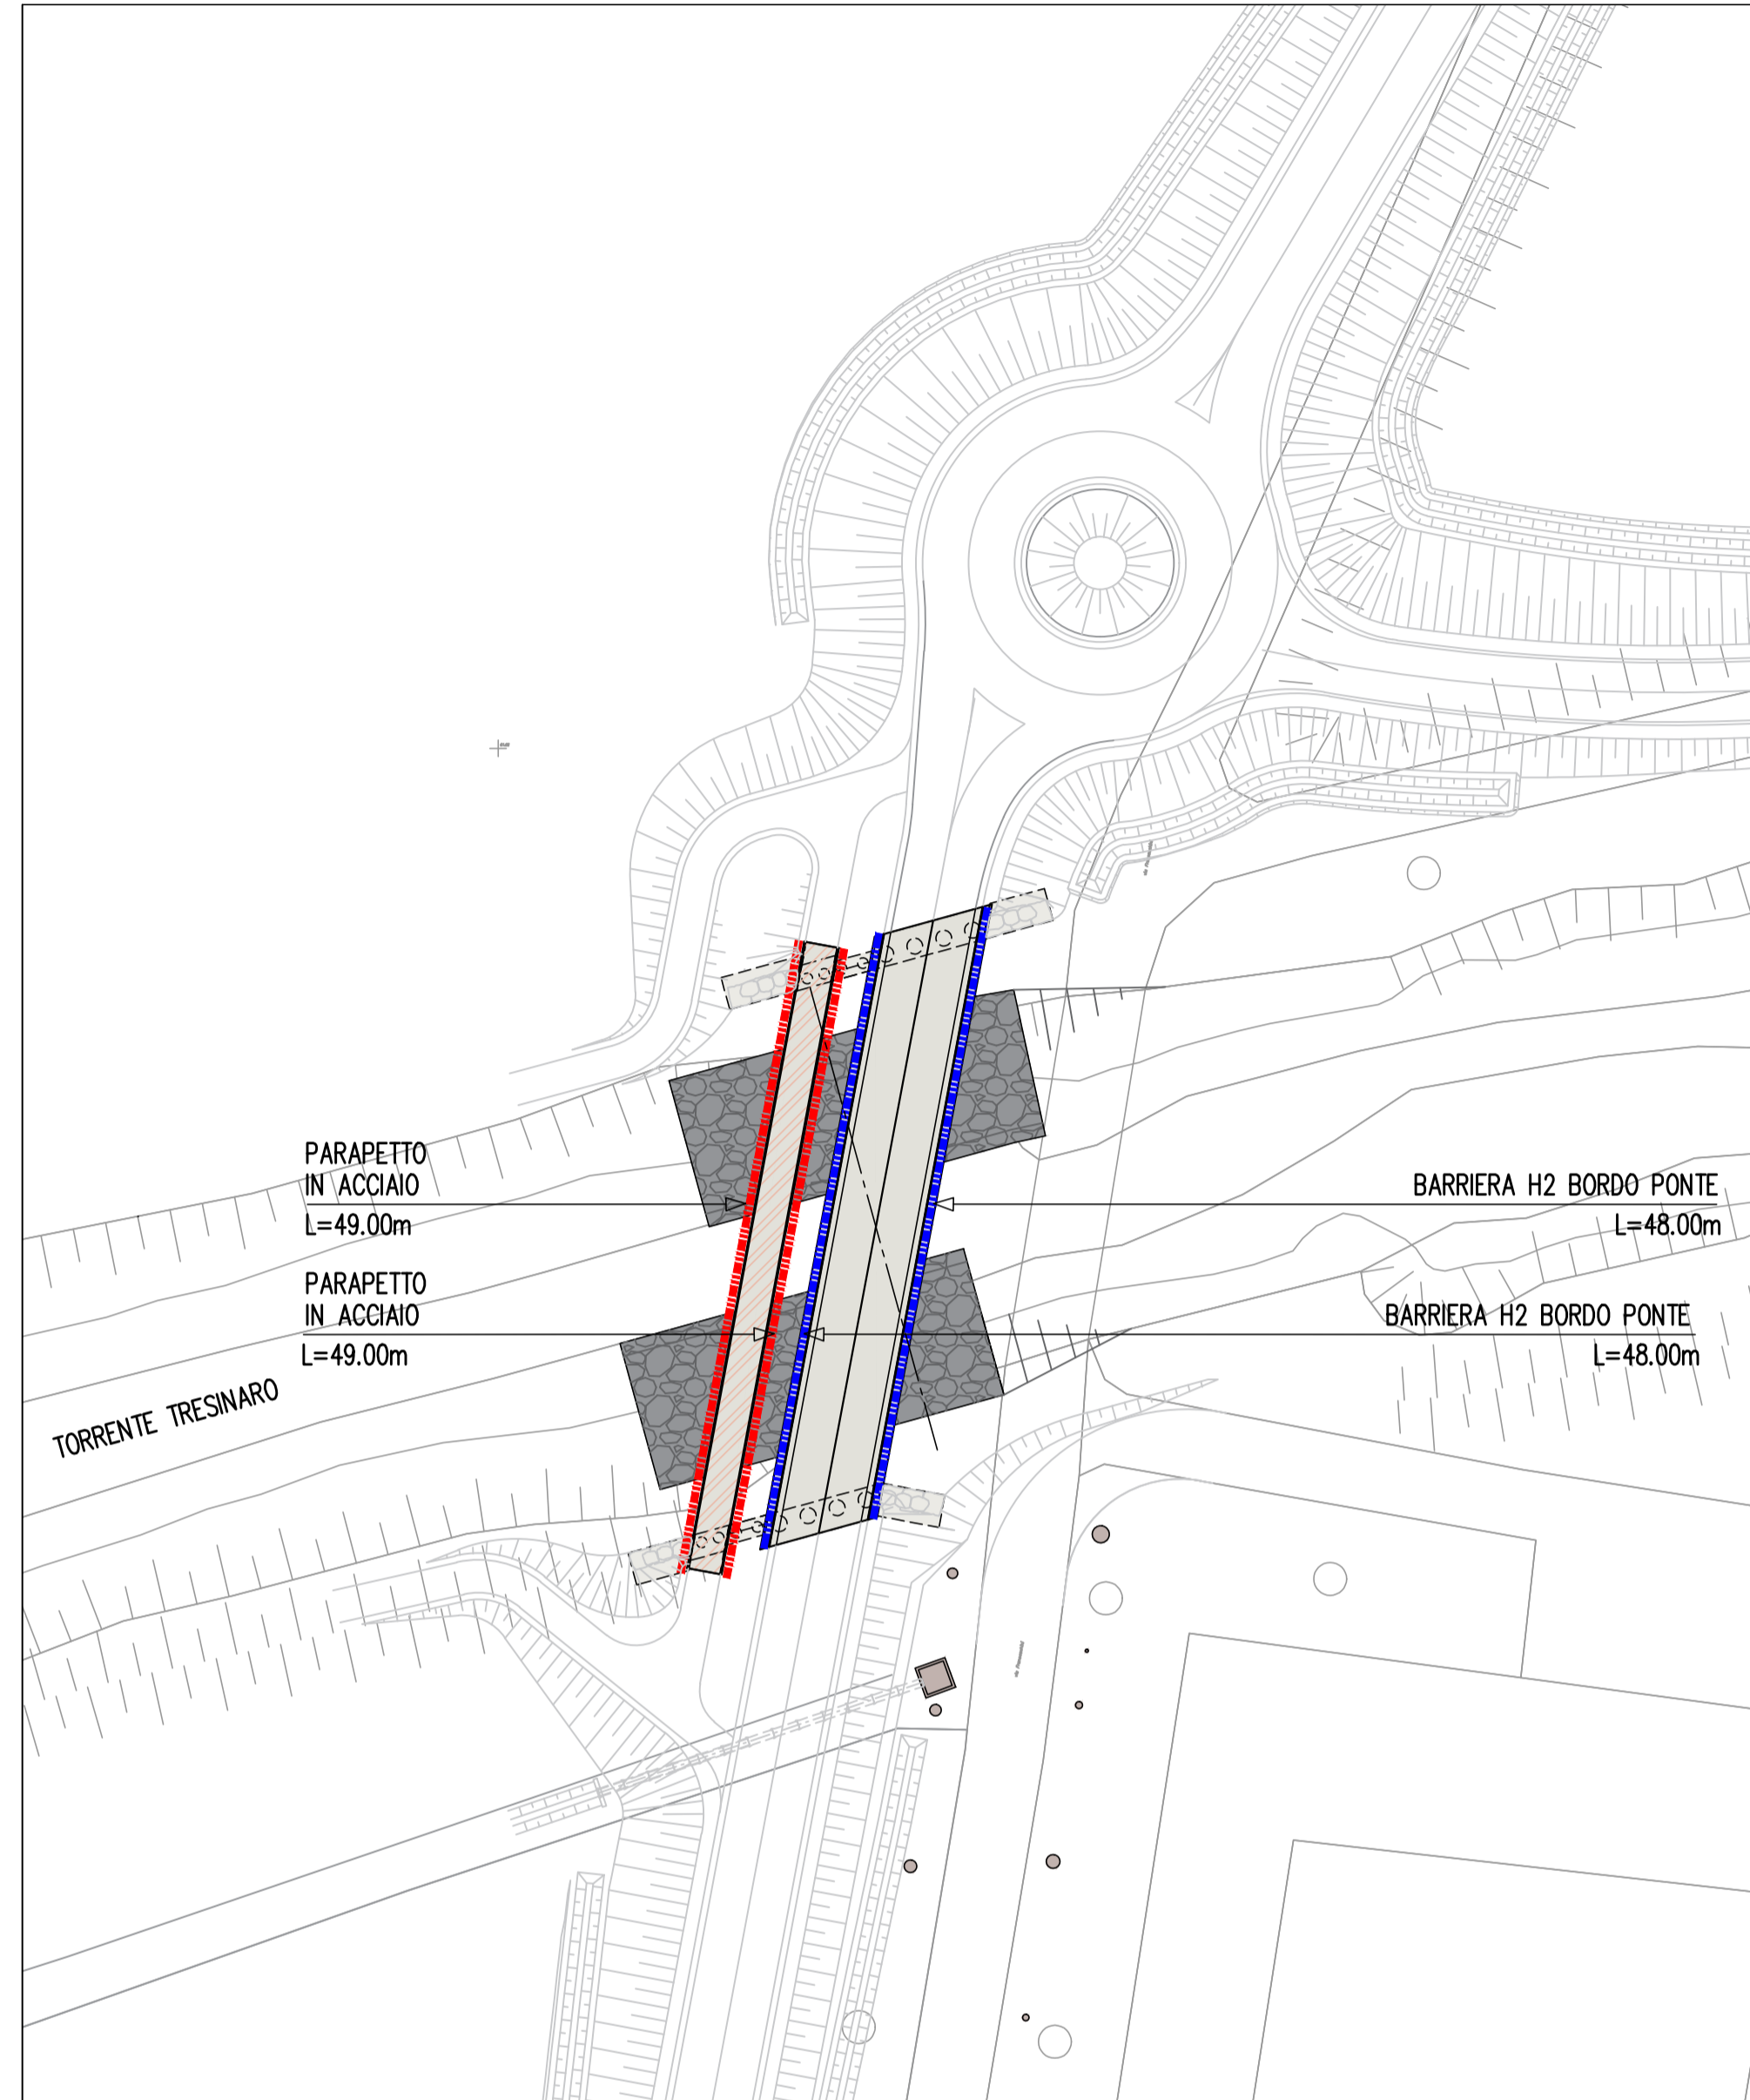 PARAPETTO
IN ACCIAIO
L=49.00m
BARRIERA H2 BORDO PONTE
L=48.00m
PARAPETTO
IN ACCIAIO
L=49.00m
BARRIERA H2 BORDO PONTE
L=48.00m
TORRENTE TRESINARO